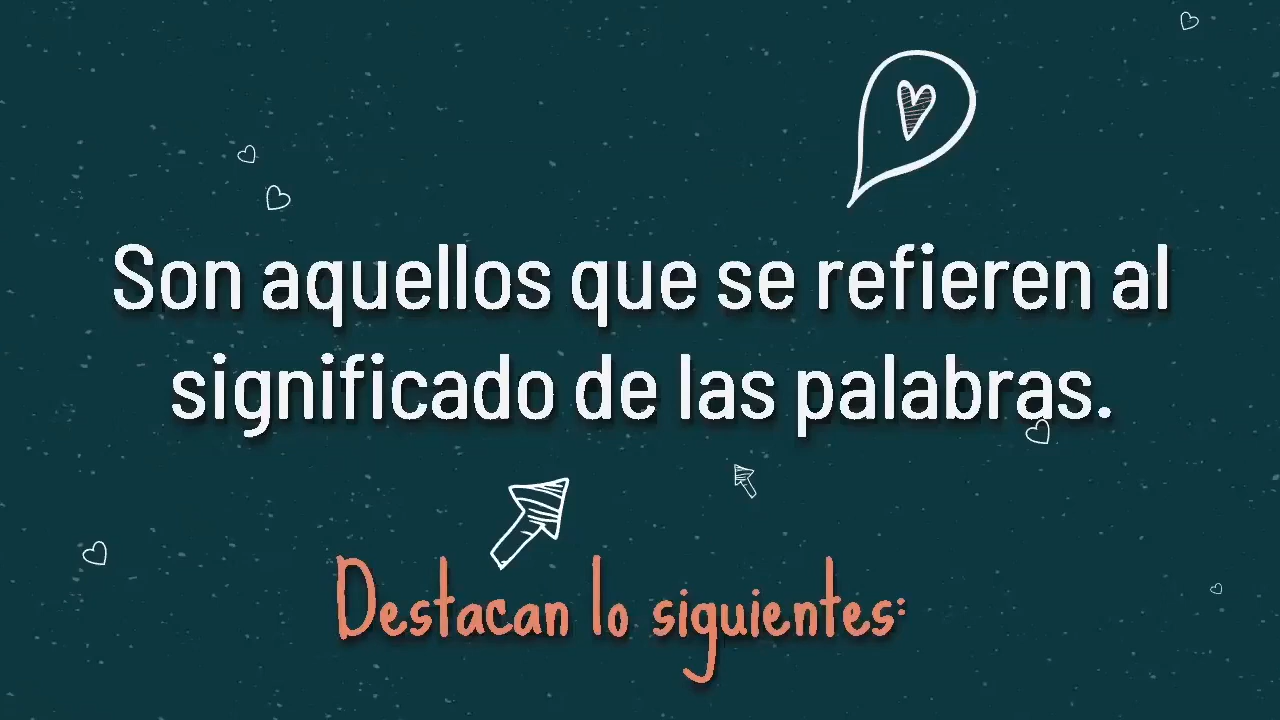 Son aquellos que se refieren al
significado de las palabras.
Destacan lo siguientes: